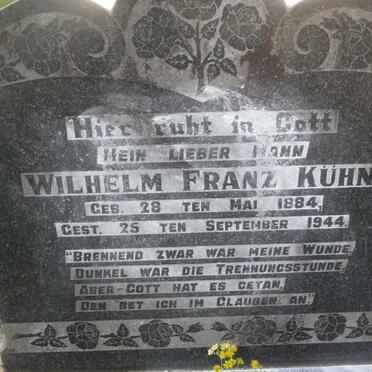 Hier ruht in Gott
MEIN LIEBER MANN
WILHELM FRANZ KÜHN
GEB. 28 TEN MAI 1884.
GEST. 25 TEN SEPTEMBER 1944.
"BRENNEND ZWAR WAR MEINE WUNDE,
DUNKEL WAR DIE TRENNUNGSSTUNDE,
ABER GOTT HAT ES GETAN,
DEN BET ICH IM GLAUBEN AN."